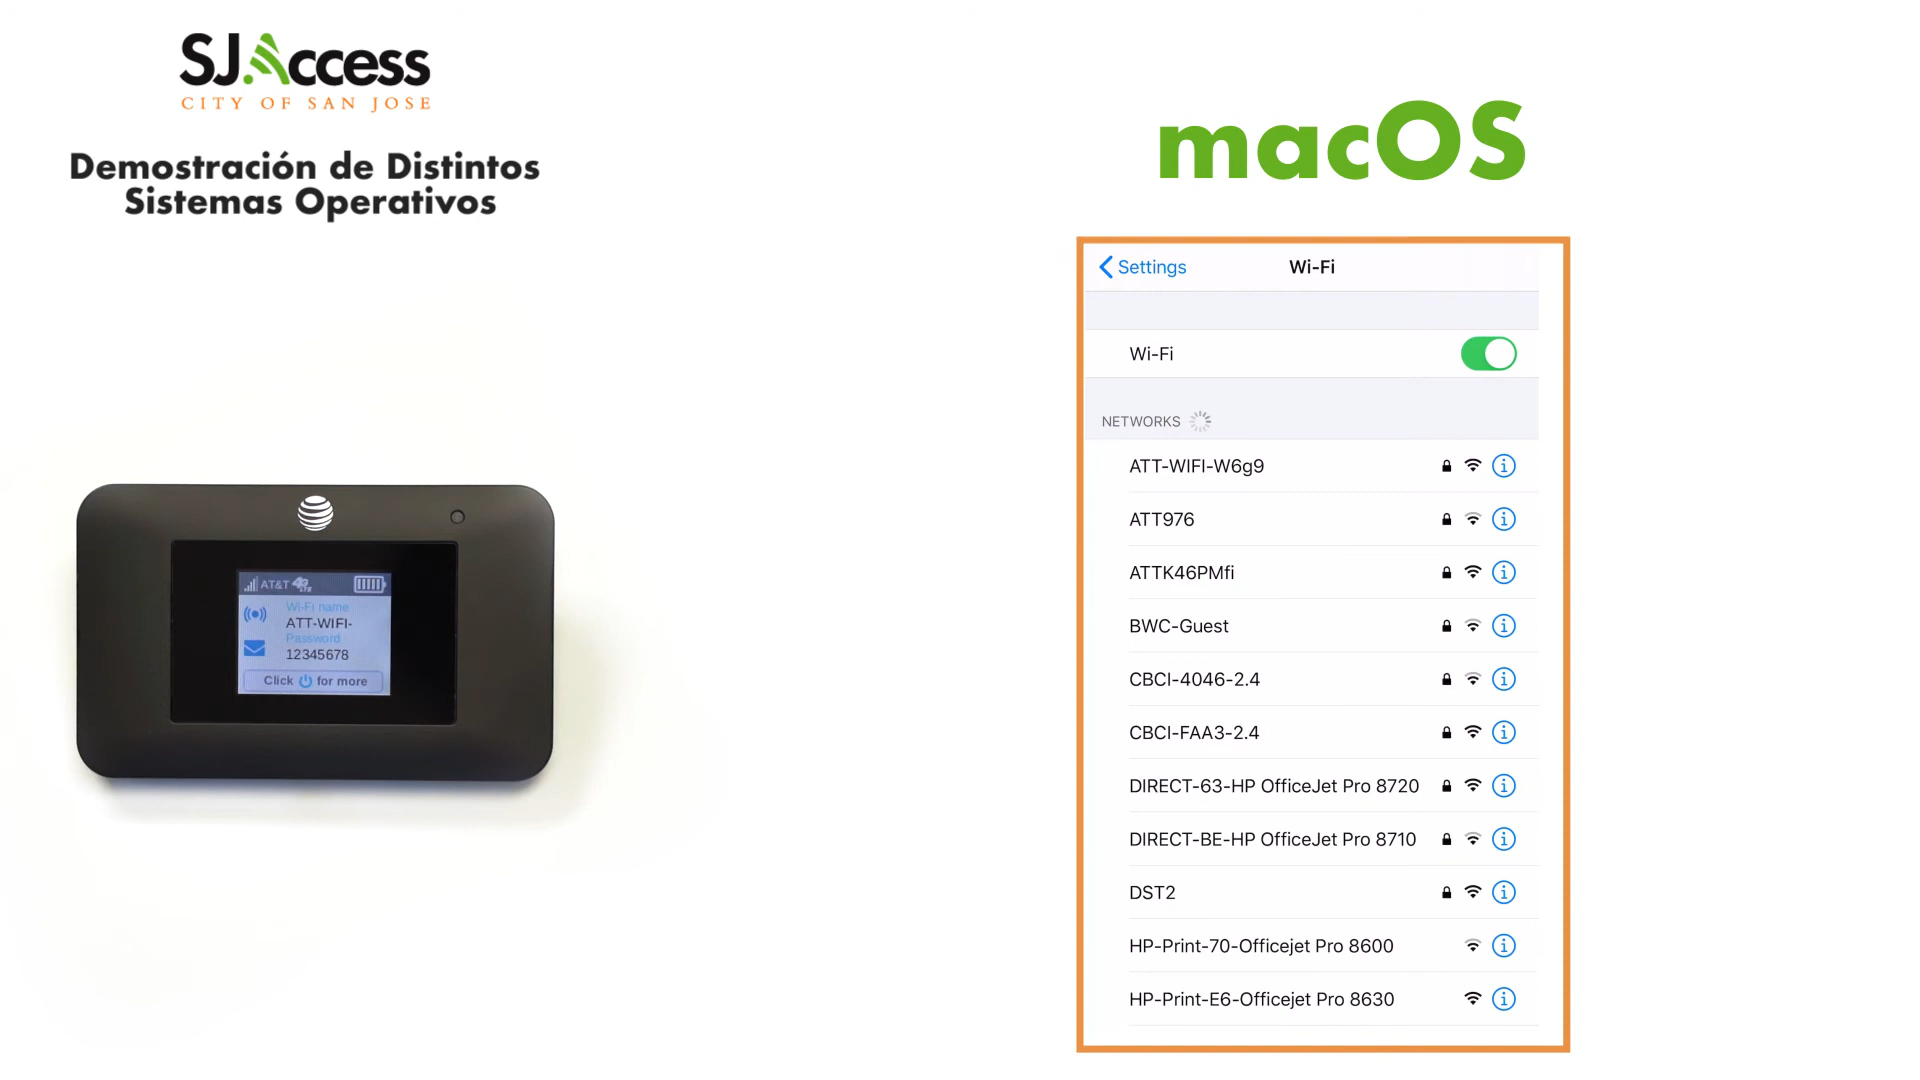 SJAccess
CITY OF SAN JOSE
Demostración de Distintos
Sistemas Operativos
AT&T 4G LTE
Wi-Fi name
ATT-WIFI-
Password
12345678
Click for more
macOS
Settings
Wi-Fi
Wi-Fi
NETWORKS
ATT-WIFI-W6g9
ATT976
ATTK46PMfi
BWC-Guest
CBCI-4046-2.4
CBCI-FAA3-2.4
DIRECT-63-HP OfficeJet Pro 8720
DIRECT-BE-HP OfficeJet Pro 8710
DST2
HP-Print-70-Officejet Pro 8600
HP-Print-E6-Officejet Pro 8630